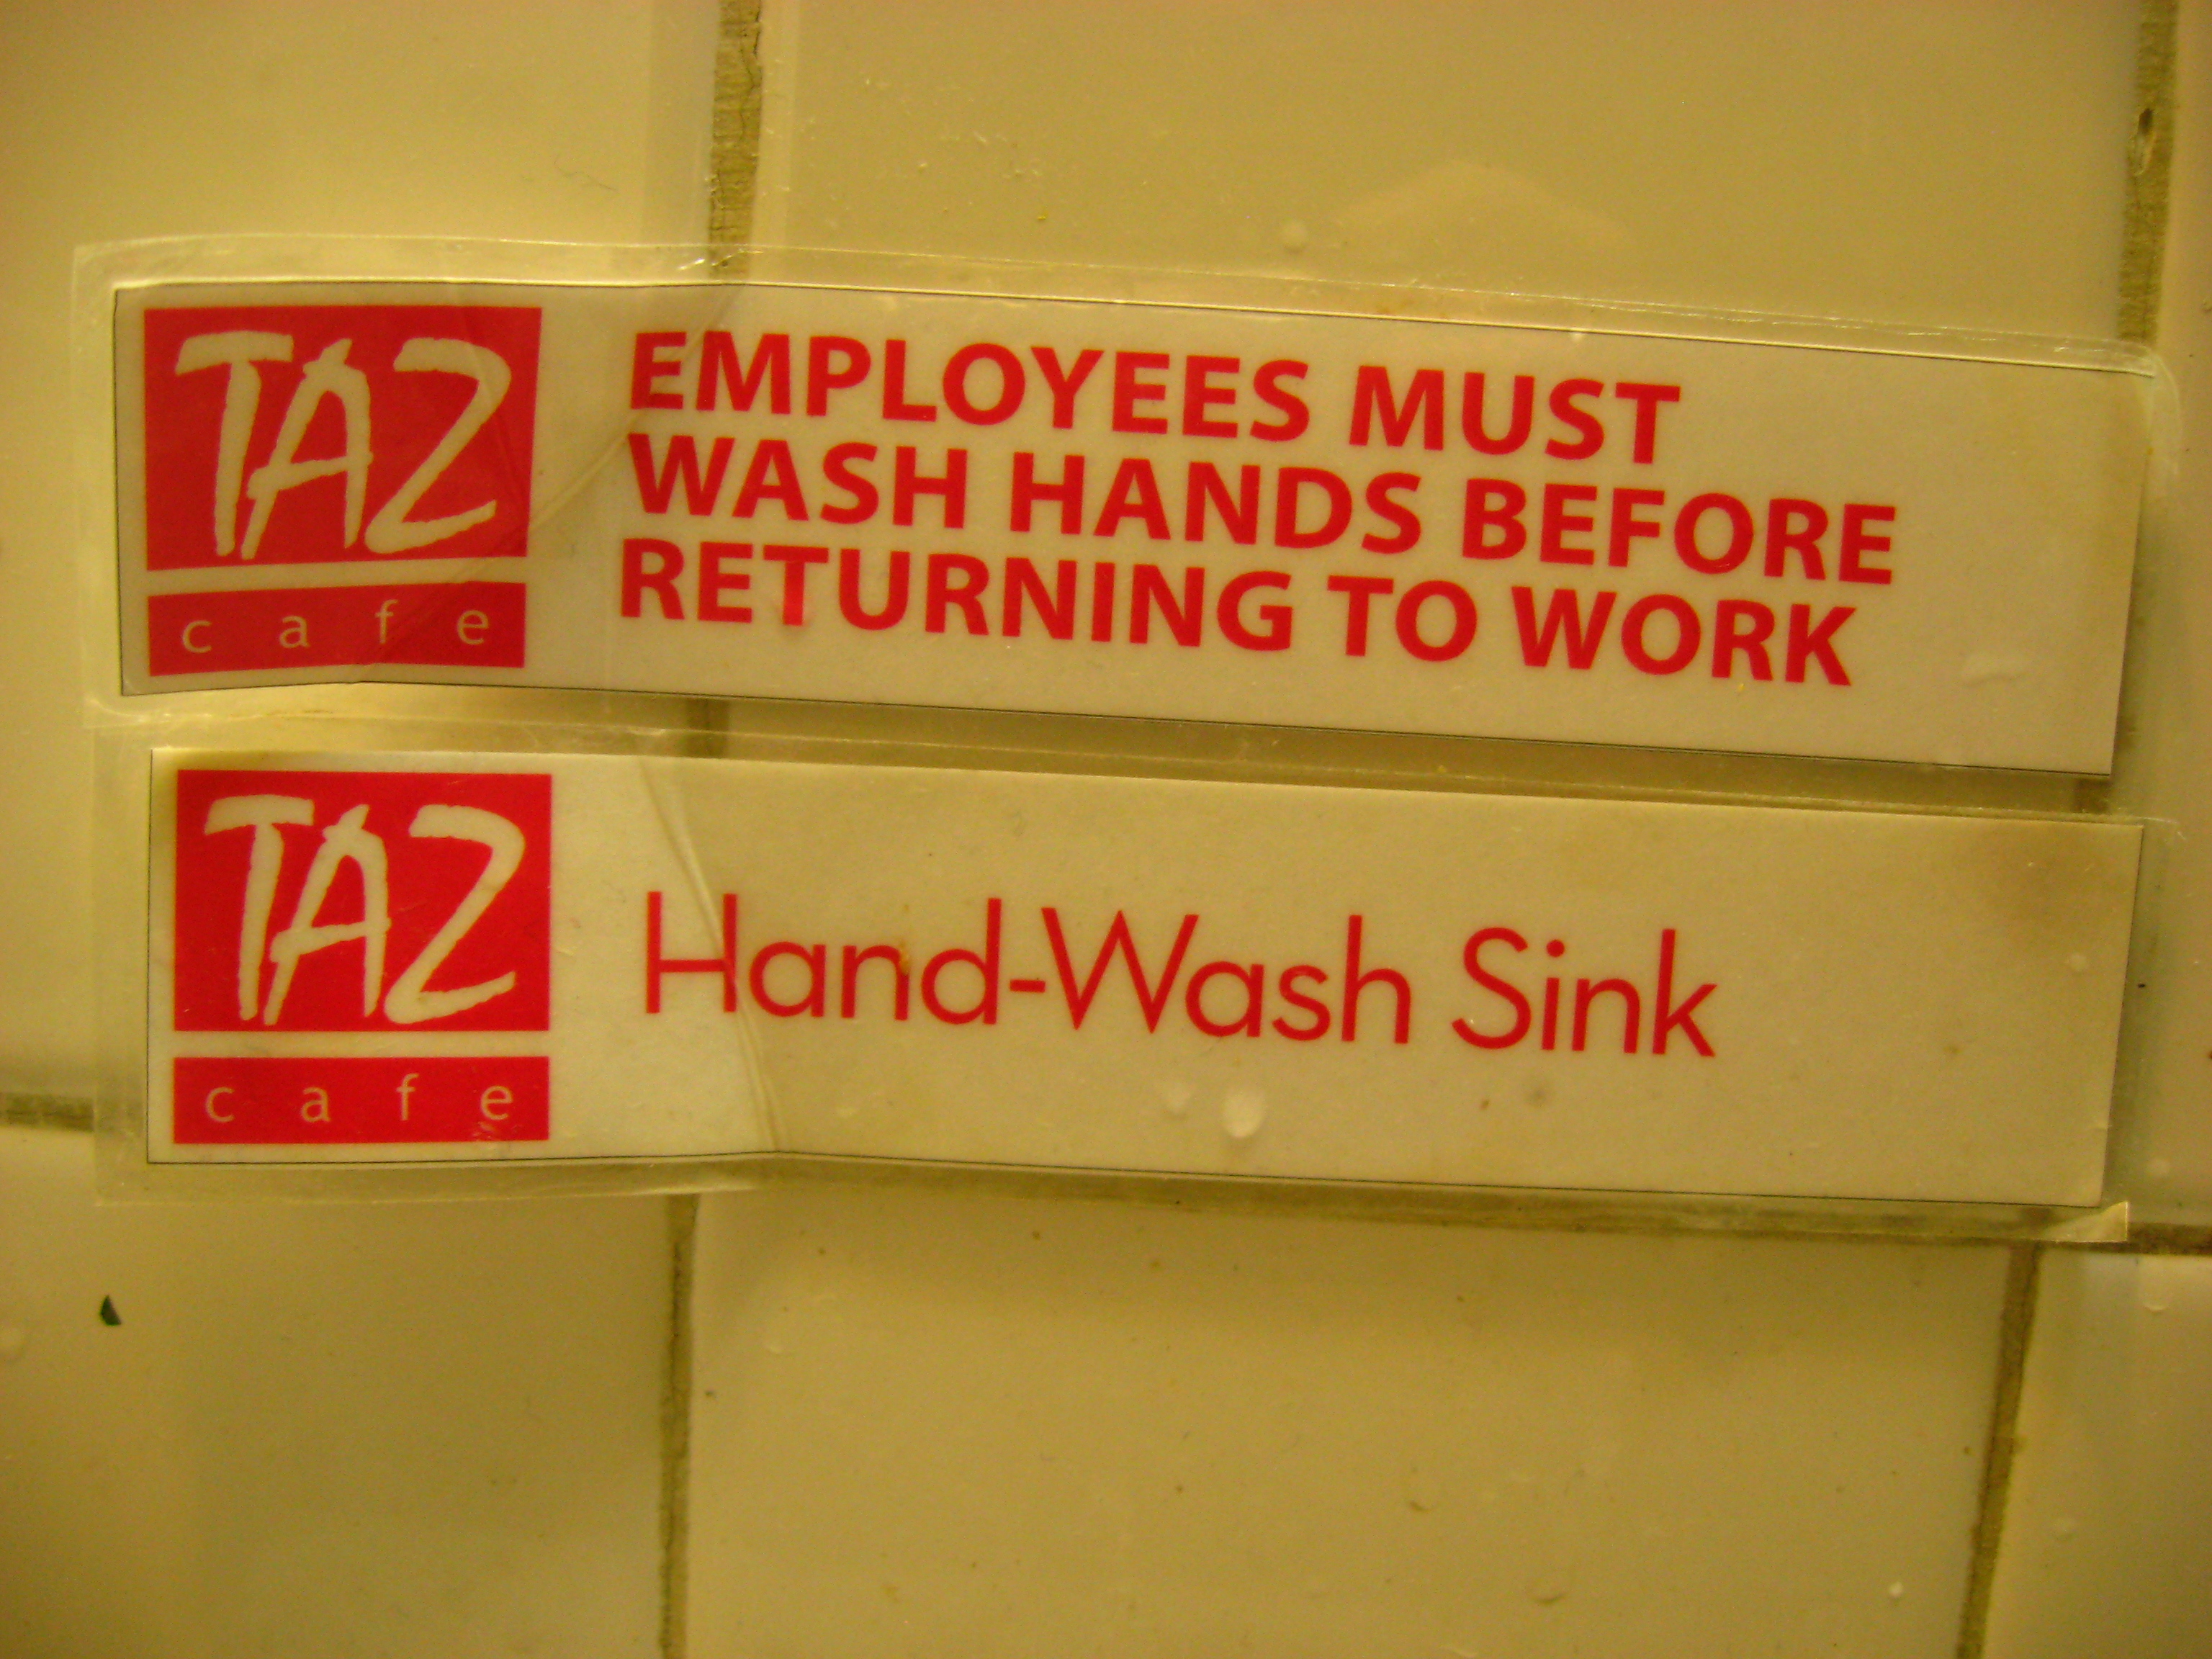 TAZ
cafe
EMPLOYEES MUST
WASH HANDS BEFORE
RETURNING TO WORK
TAZ
cafe
Hand-Wash Sink